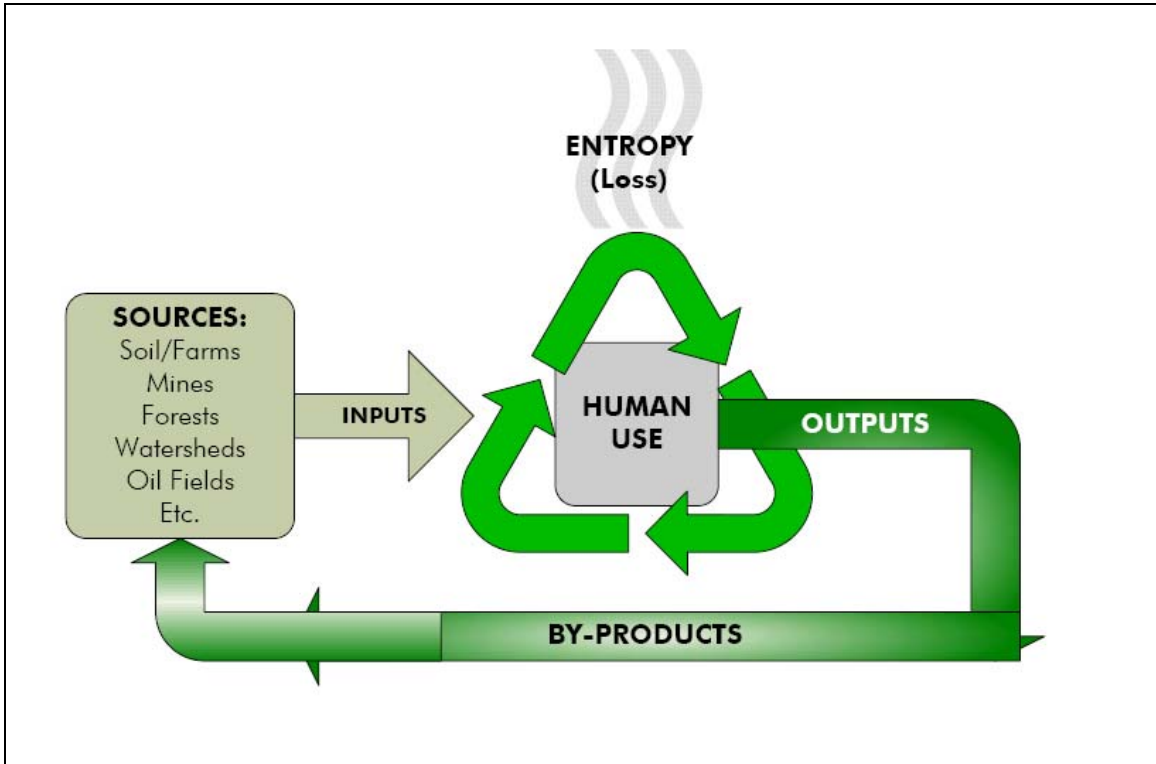 ENTROPY
(Loss)
SOURCES:
Soil/Farms
Mines
Forests
Watersheds
Oil Fields
Etc.
INPUTS
HUMAN
USE
OUTPUTS
BY-PRODUCTS